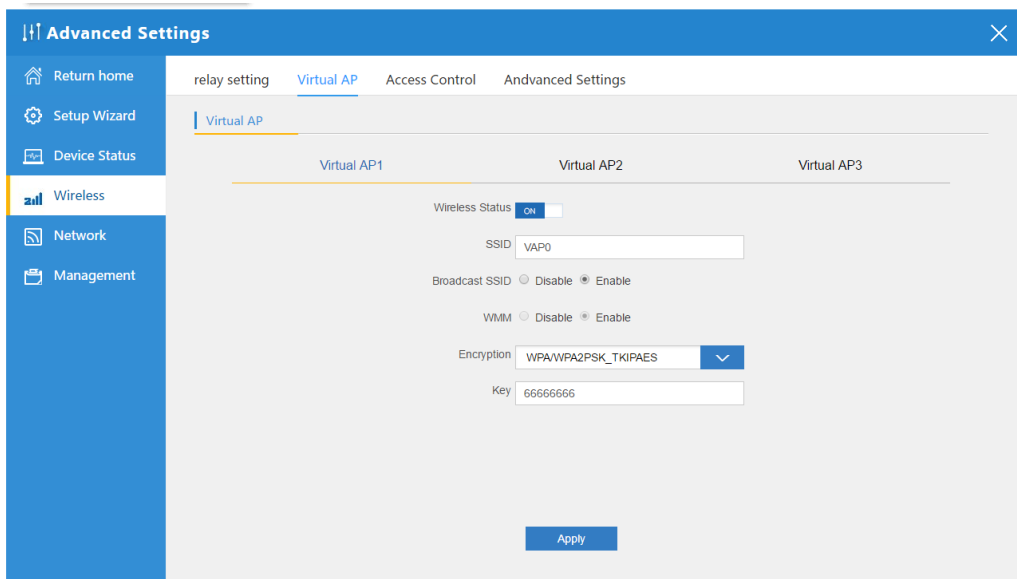 Advanced Settings
Return home
Setup Wizard
Device Status
Wireless
Network
Management
relay setting Virtual AP Access Control Andvanced Settings
Virtual AP
Virtual AP1 Virtual AP2 Virtual AP3
Wireless Status ON
SSID VAP0
Broadcast SSID Disable Enable
WMM Disable Enable
Encryption WPA/WPA2PSK_TKIPAES
Key 66666666
Apply